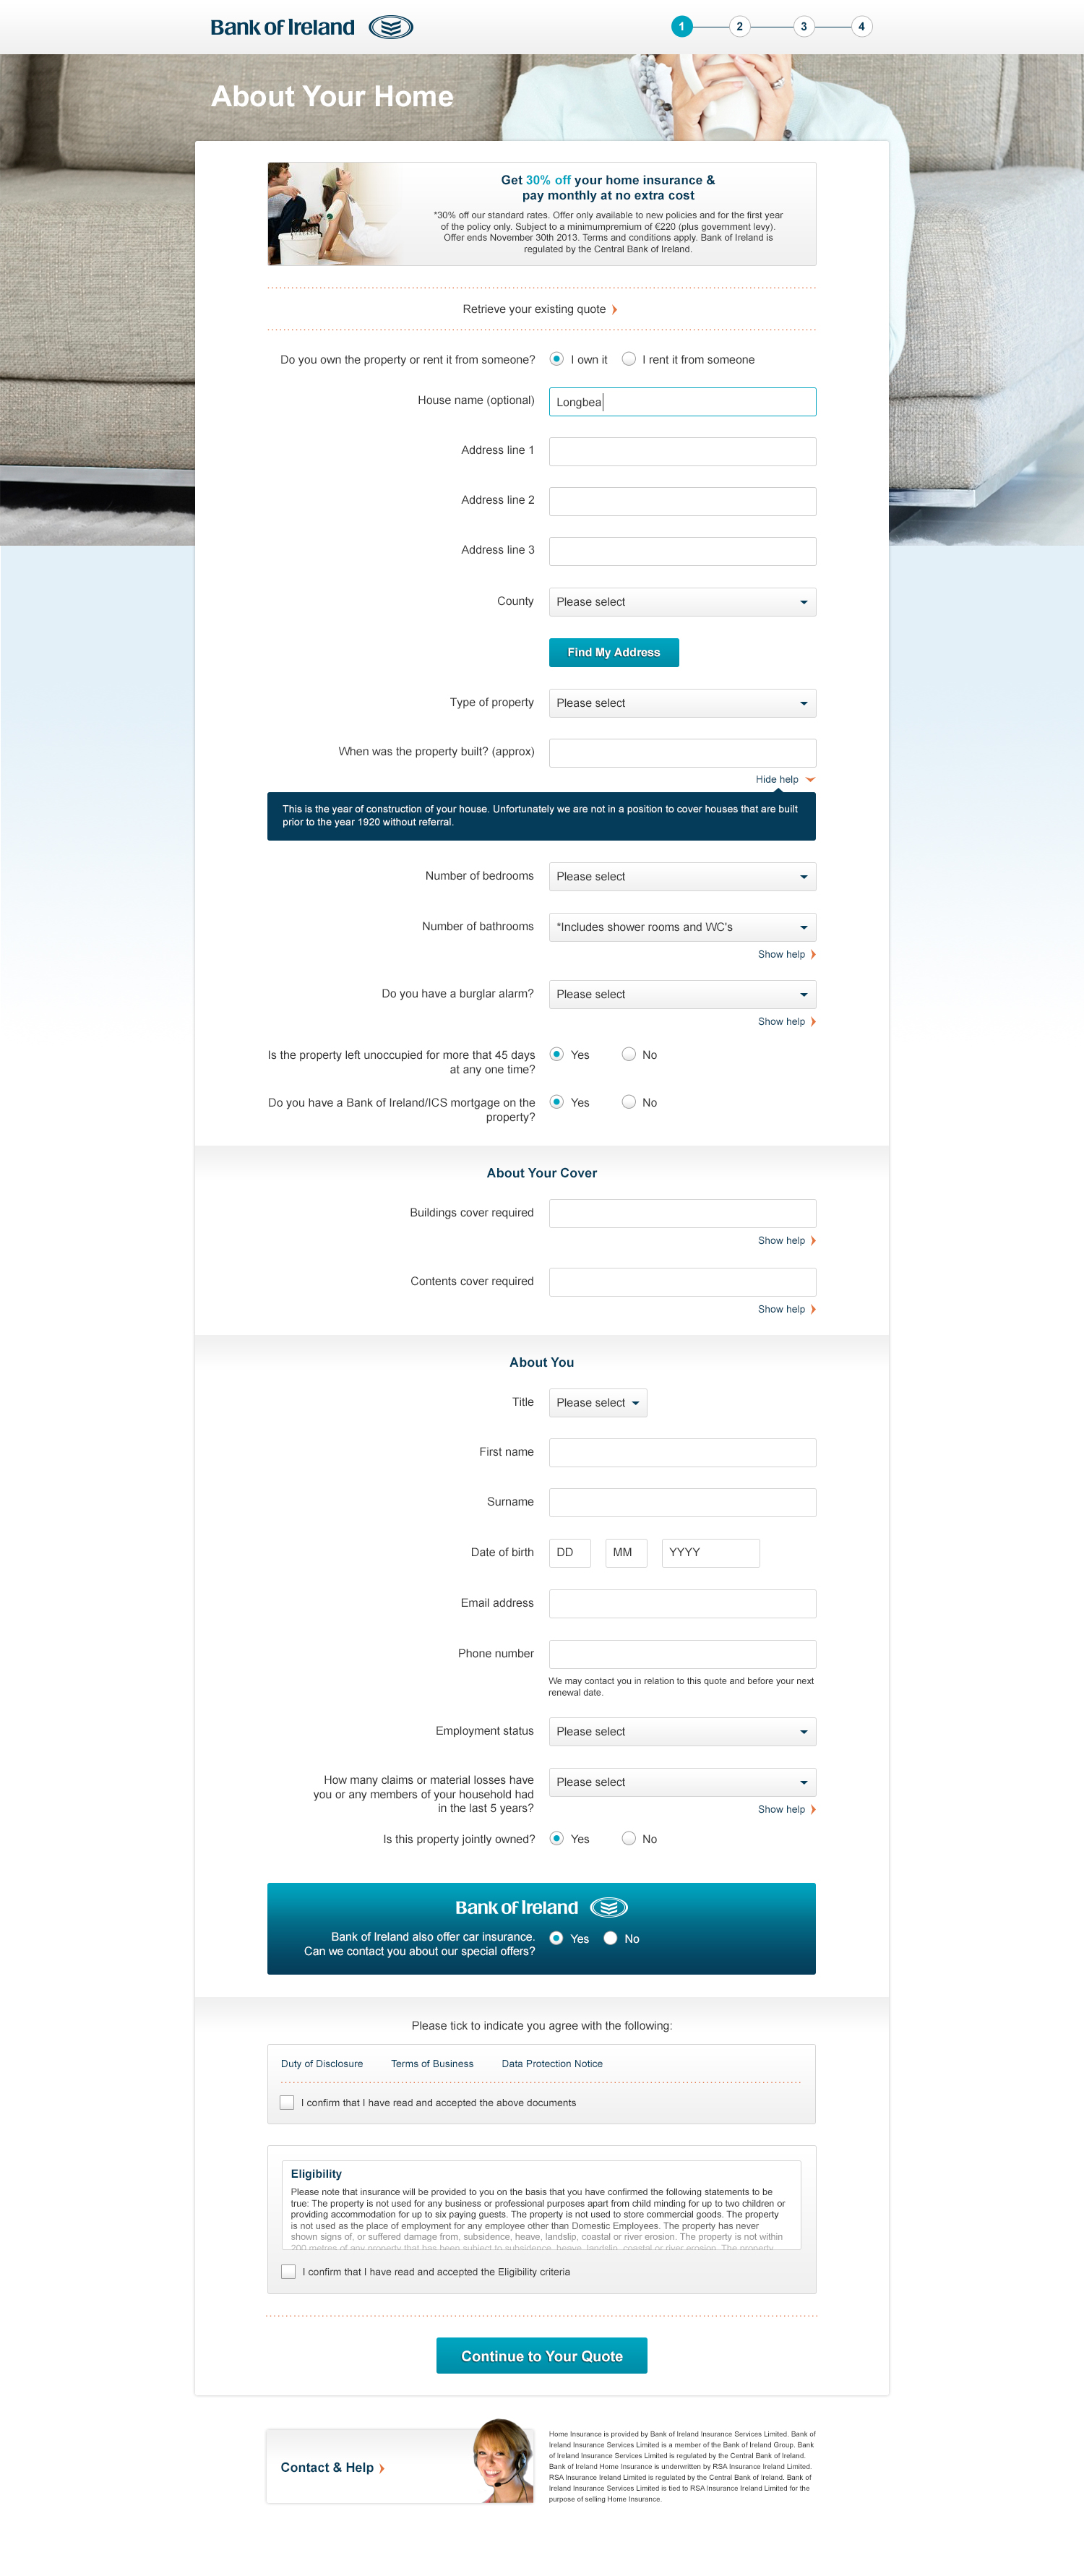 Bank of Ireland
1 2 3 4
About Your Home
Get 30% off your home insurance &
pay monthly at no extra cost
*30% off our standard rates. Offer only available to new policies and for the first year
of the policy only. Subject to a minimumpremium of €220 (plus government levy).
Offer ends November 30th 2013. Terms and conditions apply. Bank of Ireland is
regulated by the Central Bank of Ireland.
Retrieve your existing quote
Do you own the property or rent it from someone? I own it I rent it from someone
House name (optional) Longbea
Address line 1
Address line 2
Address line 3
County Please select
Find My Address
Type of property Please select
When was the property built? (approx)
Hide help
This is the year of construction of your house. Unfortunately we are not in a position to cover houses that are built
prior to the year 1920 without referral.
Number of bedrooms Please select
Number of bathrooms *Includes shower rooms and WC's
Show help
Do you have a burglar alarm? Please select
Show help
Is the property left unoccupied for more that 45 days Yes No
at any one time?
Do you have a Bank of Ireland/ICS mortgage on the Yes No
property?
About Your Cover
Buildings cover required
Show help
Contents cover required
Show help
About You
Title Please select
First name
Surname
Date of birth DD MM YYYY
Email address
Phone number
We may contact you in relation to this quote and before your next
renewal date.
Employment status Please select
How many claims or material losses have Please select
you or any members of your household had
in the last 5 years? Show help
Is this property jointly owned? Yes No
Bank of Ireland
Bank of Ireland also offer car insurance. Yes No
Can we contact you about our special offers?
Please tick to indicate you agree with the following:
Duty of Disclosure Terms of Business Data Protection Notice
I confirm that I have read and accepted the above documents
Eligibility
Please note that insurance will be provided to you on the basis that you have confirmed the following statements to be
true: The property is not used for any business or professional purposes apart from child minding for up to two children or
providing accommodation for up to six paying guests. The property is not used to store commercial goods. The property
is not used as the place of employment for any employee other than Domestic Employees. The property has never
shown signs of, or suffered damage from, subsidence, heave, landslip, coastal or river erosion. The property is not within
200 metres of any property that has been subject to subsidence, heave, landslip, coastal or river erosion. The property
I confirm that I have read and accepted the Eligibility criteria
Continue to Your Quote
Contact & Help
Home Insurance is provided by Bank of Ireland Insurance Services Limited. Bank of
Ireland Insurance Services Limited is a member of the Bank of Ireland Group. Bank
of Ireland Insurance Services Limited is regulated by the Central Bank of Ireland.
Bank of Ireland Home Insurance is underwritten by RSA Insurance Ireland Limited.
RSA Insurance Ireland Limited is regulated by the Central Bank of Ireland. Bank of
Ireland Insurance Services Limited is tied to RSA Insurance Ireland Limited for the
purpose of selling Home Insurance.